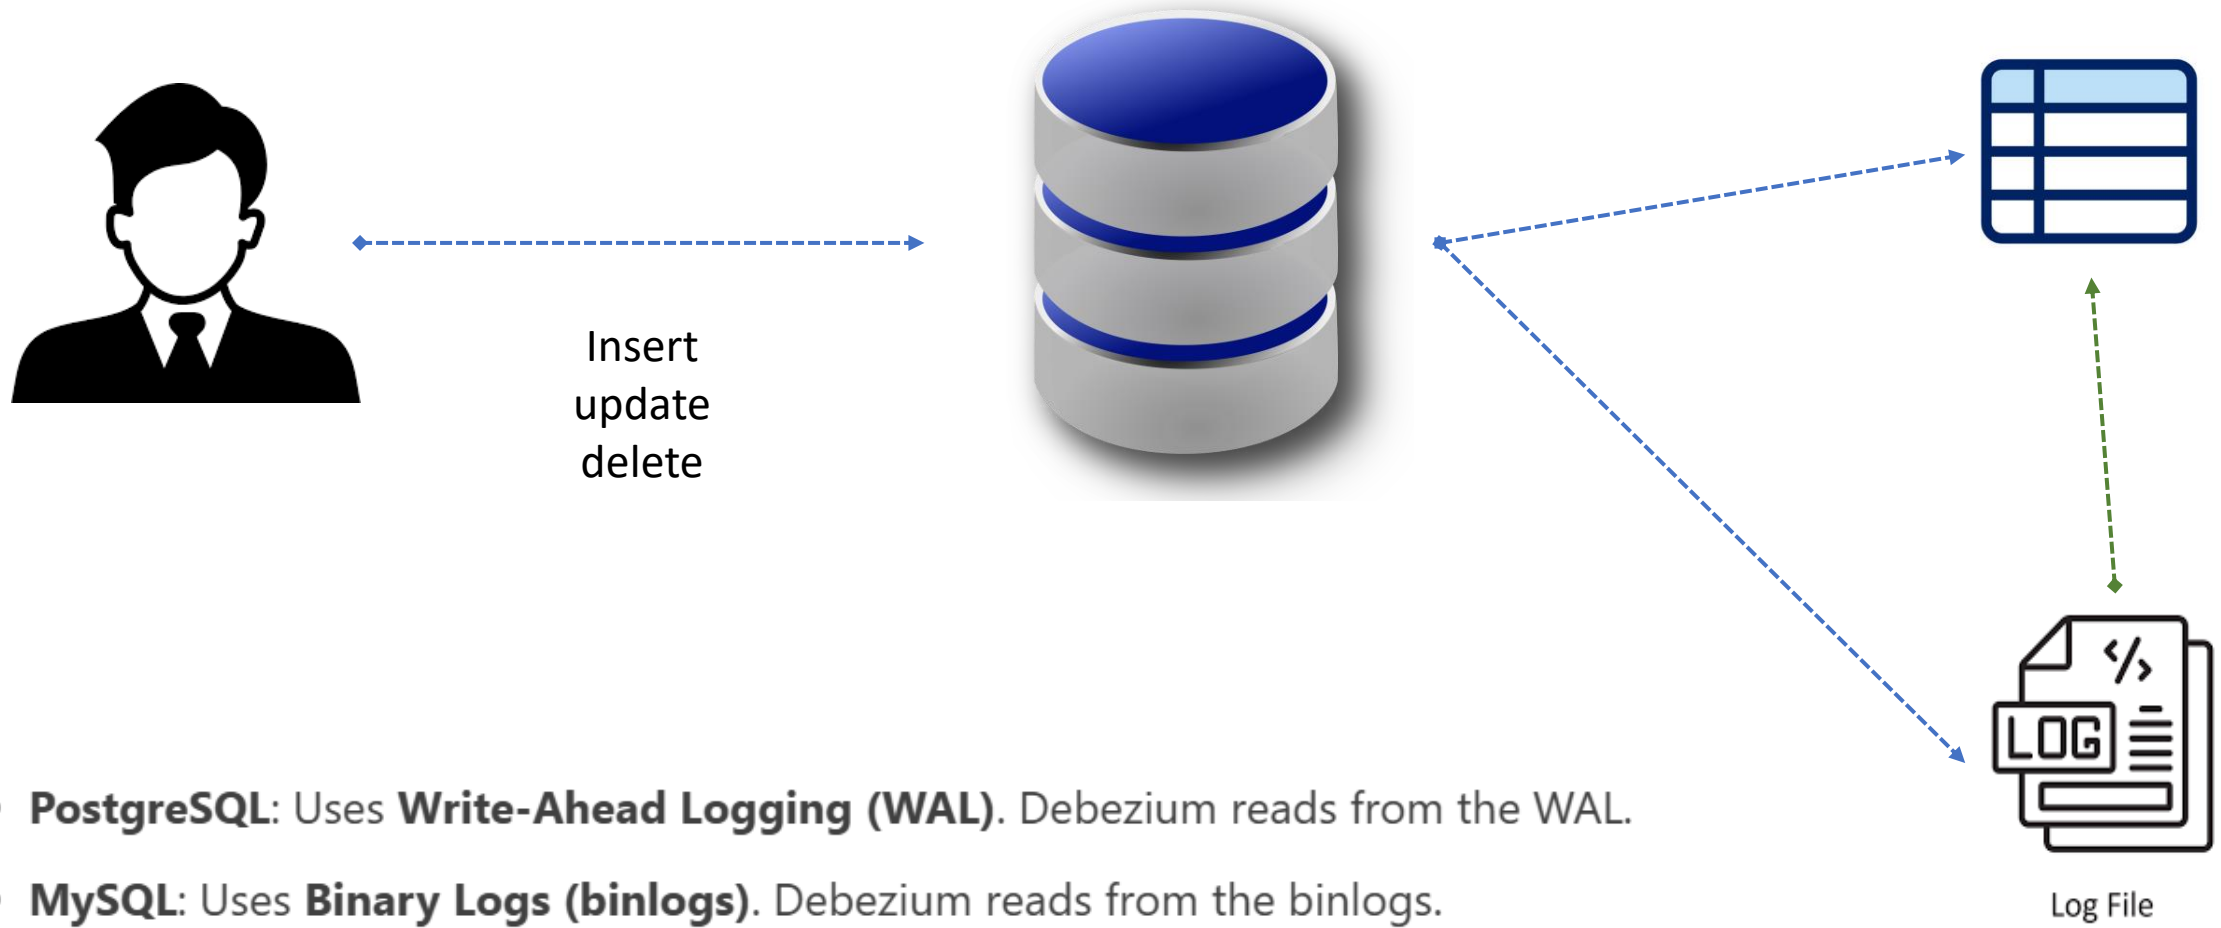 Insert
update
delete
</>
LOG
PostgreSQL: Uses Write-Ahead Logging (WAL). Debezium reads from the WAL.
MySQL: Uses Binary Logs (binlogs). Debezium reads from the binlogs.
Log File